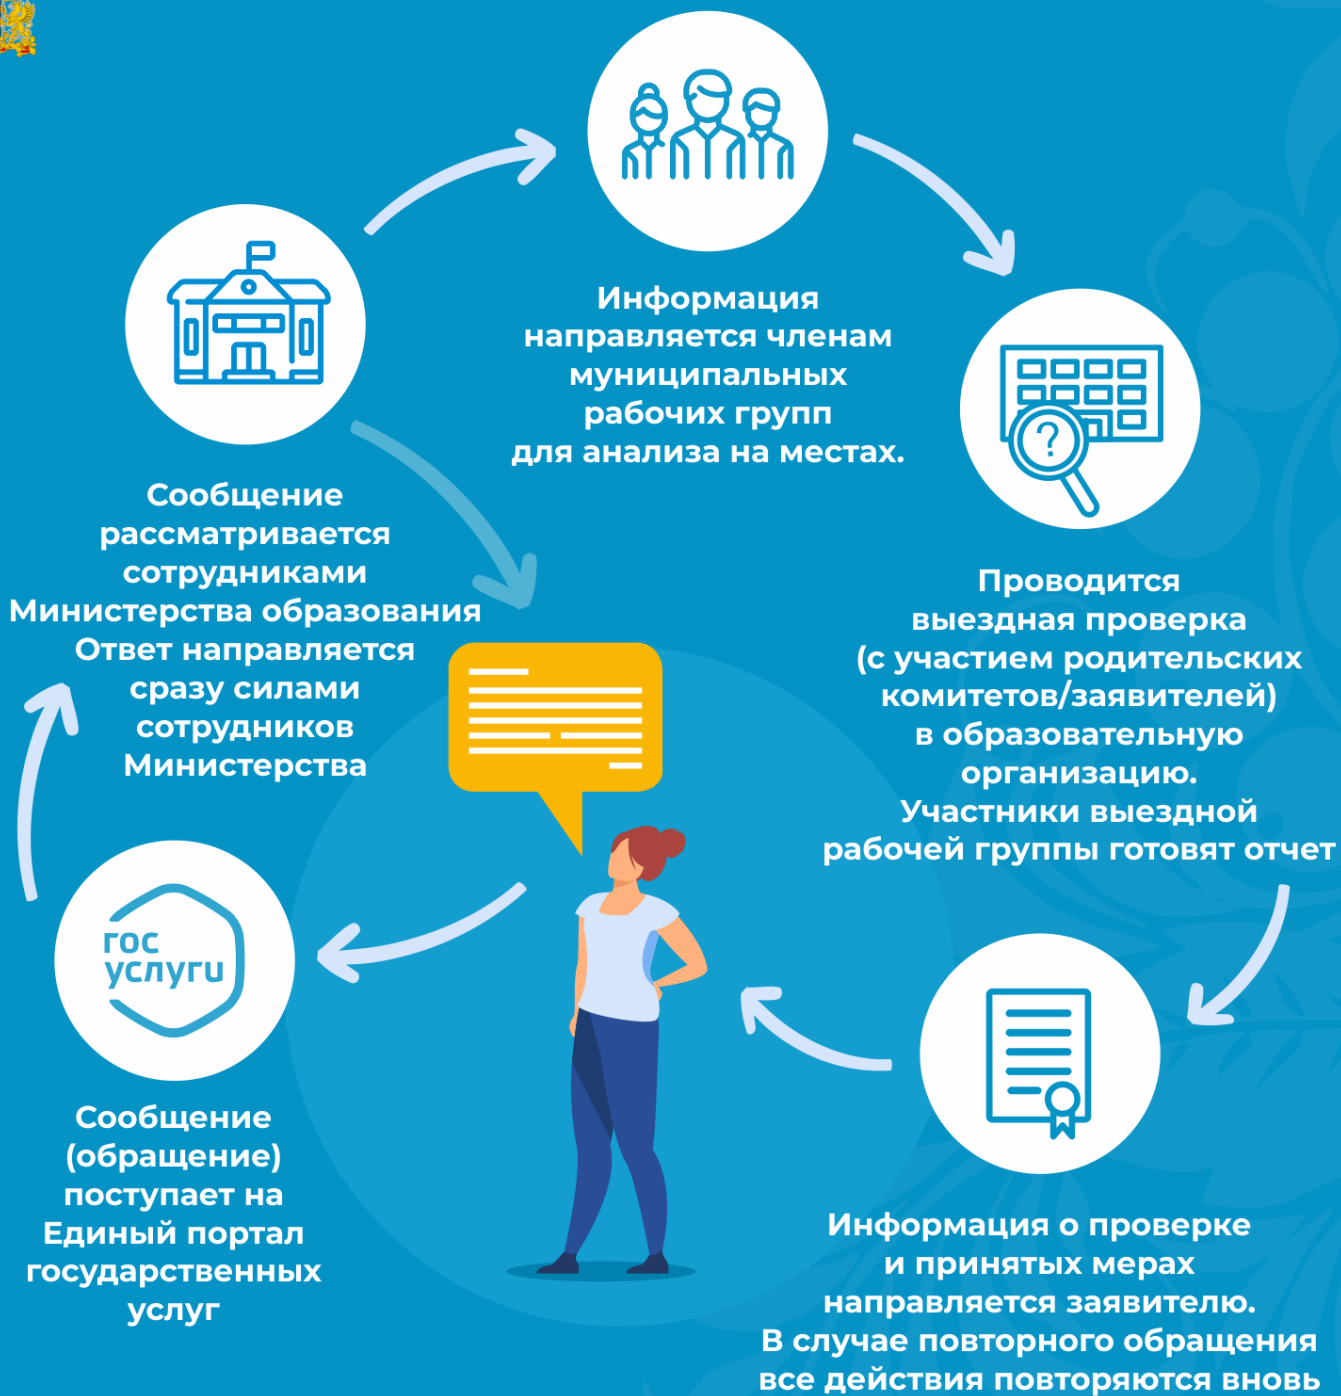 Информация
направляется членам
муниципальных
рабочих групп
для анализа на местах.
Сообщение
рассматривается
сотрудниками
Министерства образования
Ответ направляется
сразу силами
сотрудников
Министерства
?
Проводится
выездная проверка
(с участием родительских
комитетов/заявителей)
в образовательную
организацию.
Участники выездной
рабочей группы готовят отчет
гос
услуги
Сообщение
(обращение)
поступает на
Единый портал
государственных
услуг
Информация о проверке
и принятых мерах
направляется заявителю.
В случае повторного обращения
все действия повторяются вновь